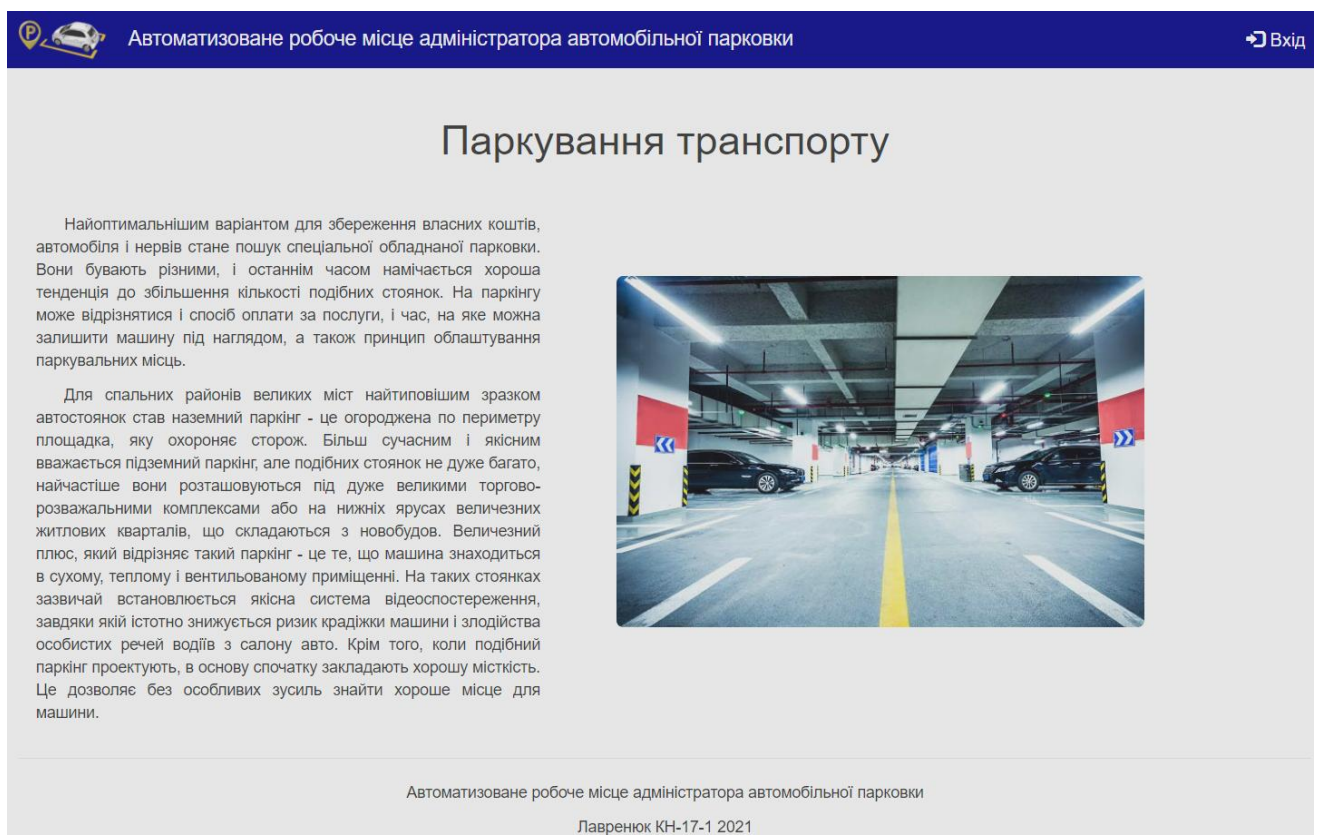 P
Автоматизоване робоче місце адміністратора автомобільної парковки
Вхід
Паркування транспорту
Найоптимальнішим варіантом для збереження власних коштів,
автомобіля і нервів стане пошук спеціальної обладнаної парковки.
Вони бувають різними, і останнім часом намічається хороша
тенденція до збільшення кількості подібних стоянок. На паркінгу
може відрізнятися і спосіб оплати за послуги, і час, на яке можна
залишити машину під наглядом, а також принцип облаштування
паркувальних місць.
Для спальних районів великих міст найтиповішим зразком
автостоянок став наземний паркінг - це огороджена по периметру
площадка, яку охороняє сторож. Більш сучасним і якісним
вважається підземний паркінг, але подібних стоянок не дуже багато,
найчастіше вони розташовуються під дуже великими торгово-
розважальними комплексами або на нижніх ярусах величезних
житлових кварталів, що складаються з новобудов. Величезний
плюс, який відрізняє такий паркінг - це те, що машина знаходиться
в сухому, теплому і вентильованому приміщенні. На таких стоянках
зазвичай встановлюється якісна система відеоспостереження,
завдяки якій істотно знижується ризик крадіжки машини і злодійства
особистих речей водіїв з салону авто. Крім того, коли подібний
паркінг проектують, в основу спочатку закладають хорошу місткість.
Це дозволяє без особливих зусиль знайти хороше місце для
машини.
Автоматизоване робоче місце адміністратора автомобільної парковки
Лавренюк КН-17-1 2021